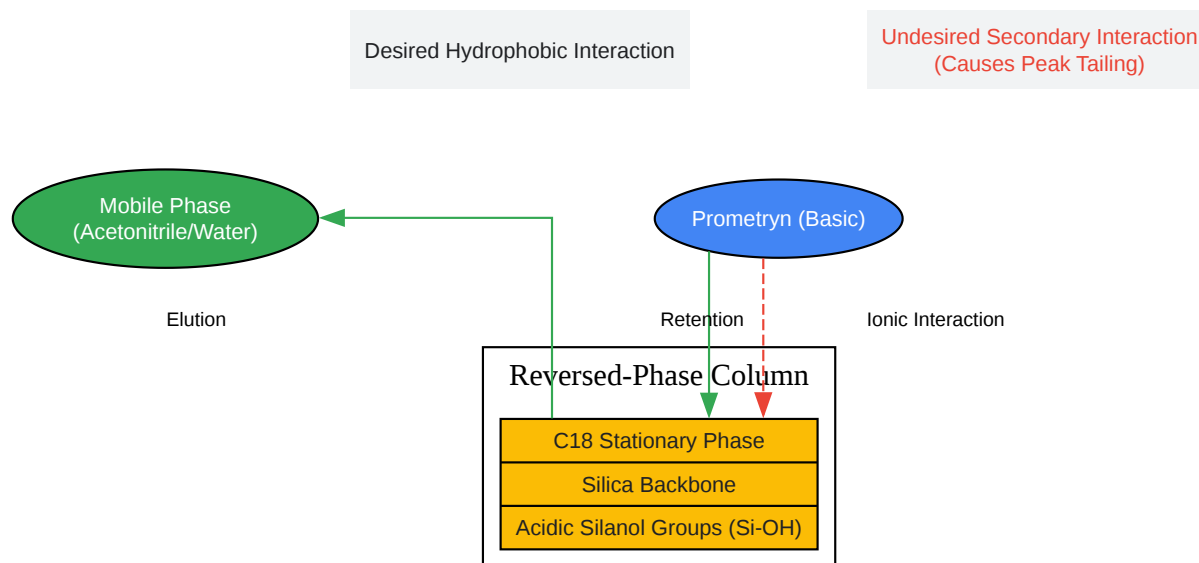 Desired Hydrophobic Interaction
Undesired Secondary Interaction
(Causes Peak Tailing)
Mobile Phase
(Acetonitrile/Water)
Prometryn (Basic)
Elution
Retention
Ionic Interaction
Reversed-Phase Column
C18 Stationary Phase
Silica Backbone
Acidic Silanol Groups (Si-OH)